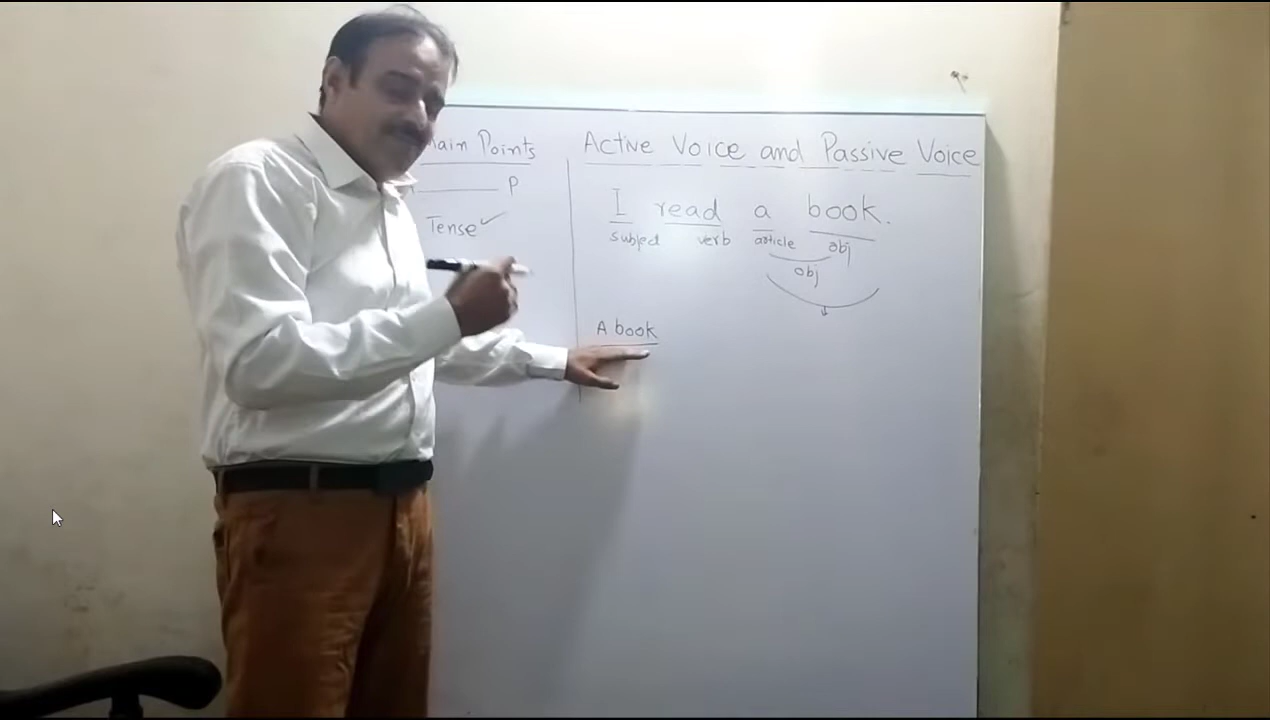 Main Points
P
Tense ✓
Active Voice and Passive Voice
I read a book.
subject verb article obj
obj
A book